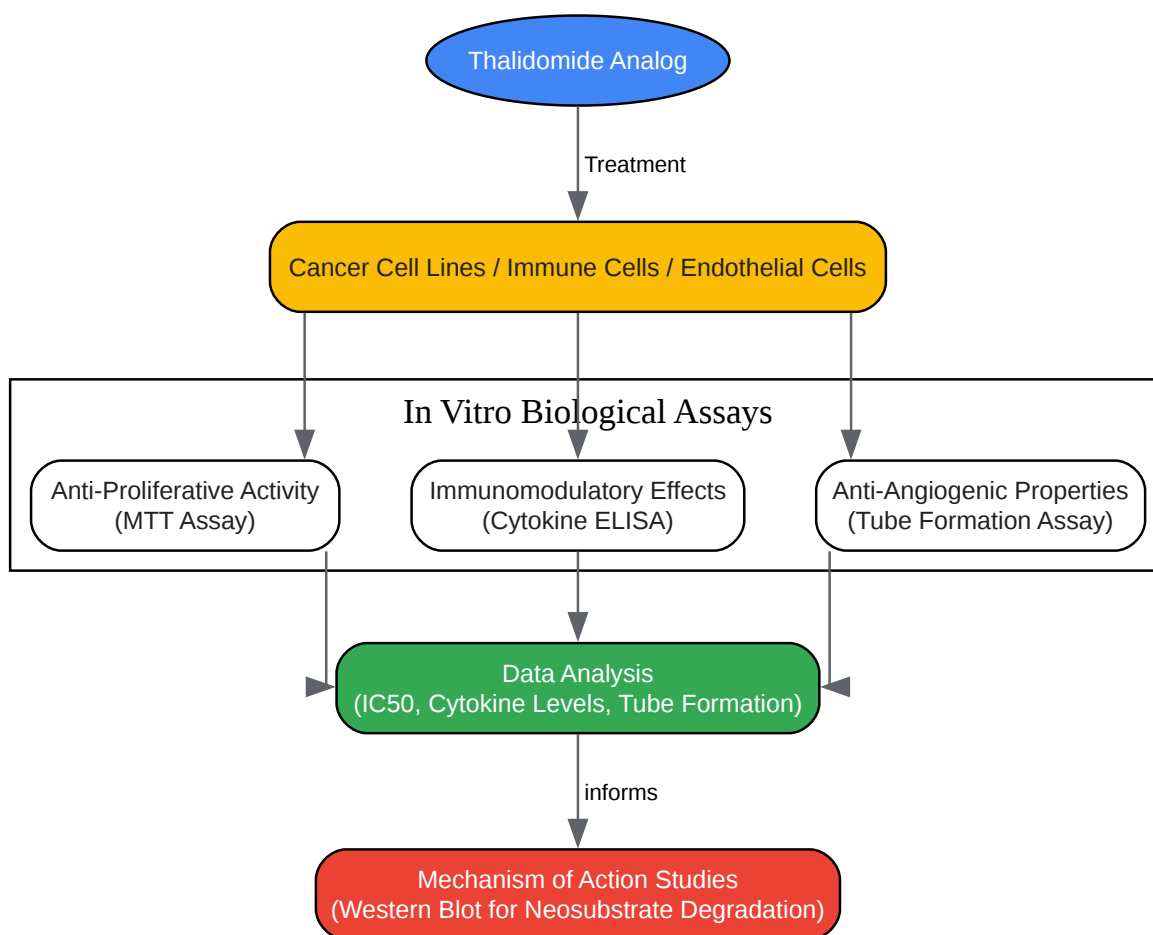 Thalidomide Analog
Treatment
Cancer Cell Lines / Immune Cells / Endothelial Cells
In Vitro Biological Assays
Anti-Proliferative Activity
(MTT Assay)
Immunomodulatory Effects
(Cytokine ELISA)
Anti-Angiogenic Properties
(Tube Formation Assay)
Data Analysis
(IC50, Cytokine Levels, Tube Formation)
informs
Mechanism of Action Studies
(Western Blot for Neosubstrate Degradation)